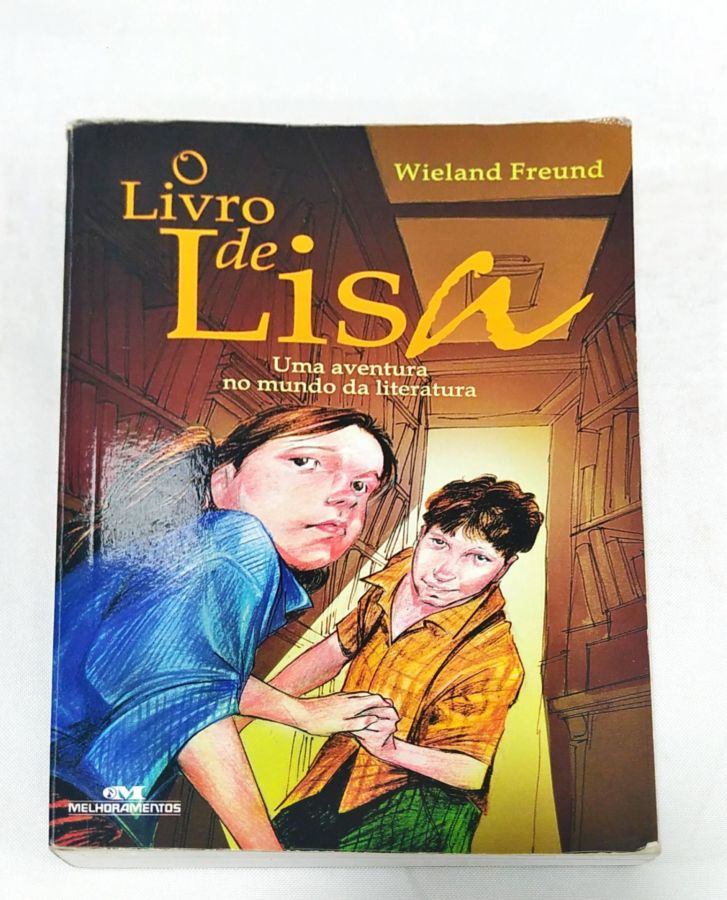 Wieland Freund
O
Livro
de
Lisa
Uma aventura
no mundo da literatura
MELHORAMENTOS